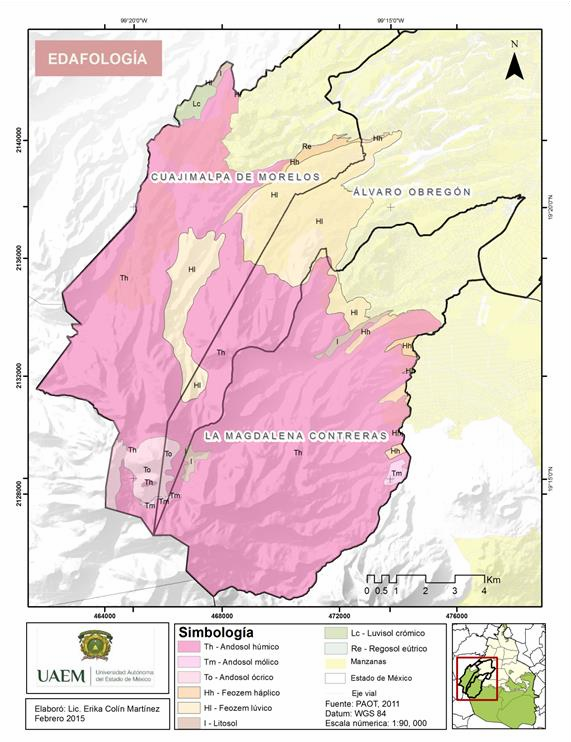 99°20'0"W
99°15'0"W
EDAFOLOGÍA
N
Hl
I
H
Lc
2140000
Re
Hh
Hh
CUAJIMALPA DE MORELOS
ÁLVARO OBREGÓN
Hl
19°20'0"N
Hl
2136000
Hl
Th
Hl
Hh
I
Th
Hh
2132000
Hh
Hl
LA MAGDALENA CONTRERAS
Hh
Th
To
Th
Hh
I
To
19°15'0"N
Tm
Th
2128000
Tm
Tm
Tm
Km
0 0.5 1 2 3 4
464000
468000
472000
476000
UAEM
Universidad Autónoma
del Estado de México
Elaboró: Lic. Erika Colín Martínez
Febrero 2015
Simbología
Th - Andosol húmico
Tm - Andosol mólico
To - Andosol ócrico
Hh - Feozem háplico
Hl - Feozem lúvico
I - Litosol
Lc - Luvisol crómico
Re - Regosol eútrico
Manzanas
Estado de México
Eje vial
Fuente: PAOT, 2011
Datum: WGS 84
Escala númerica: 1:90, 000